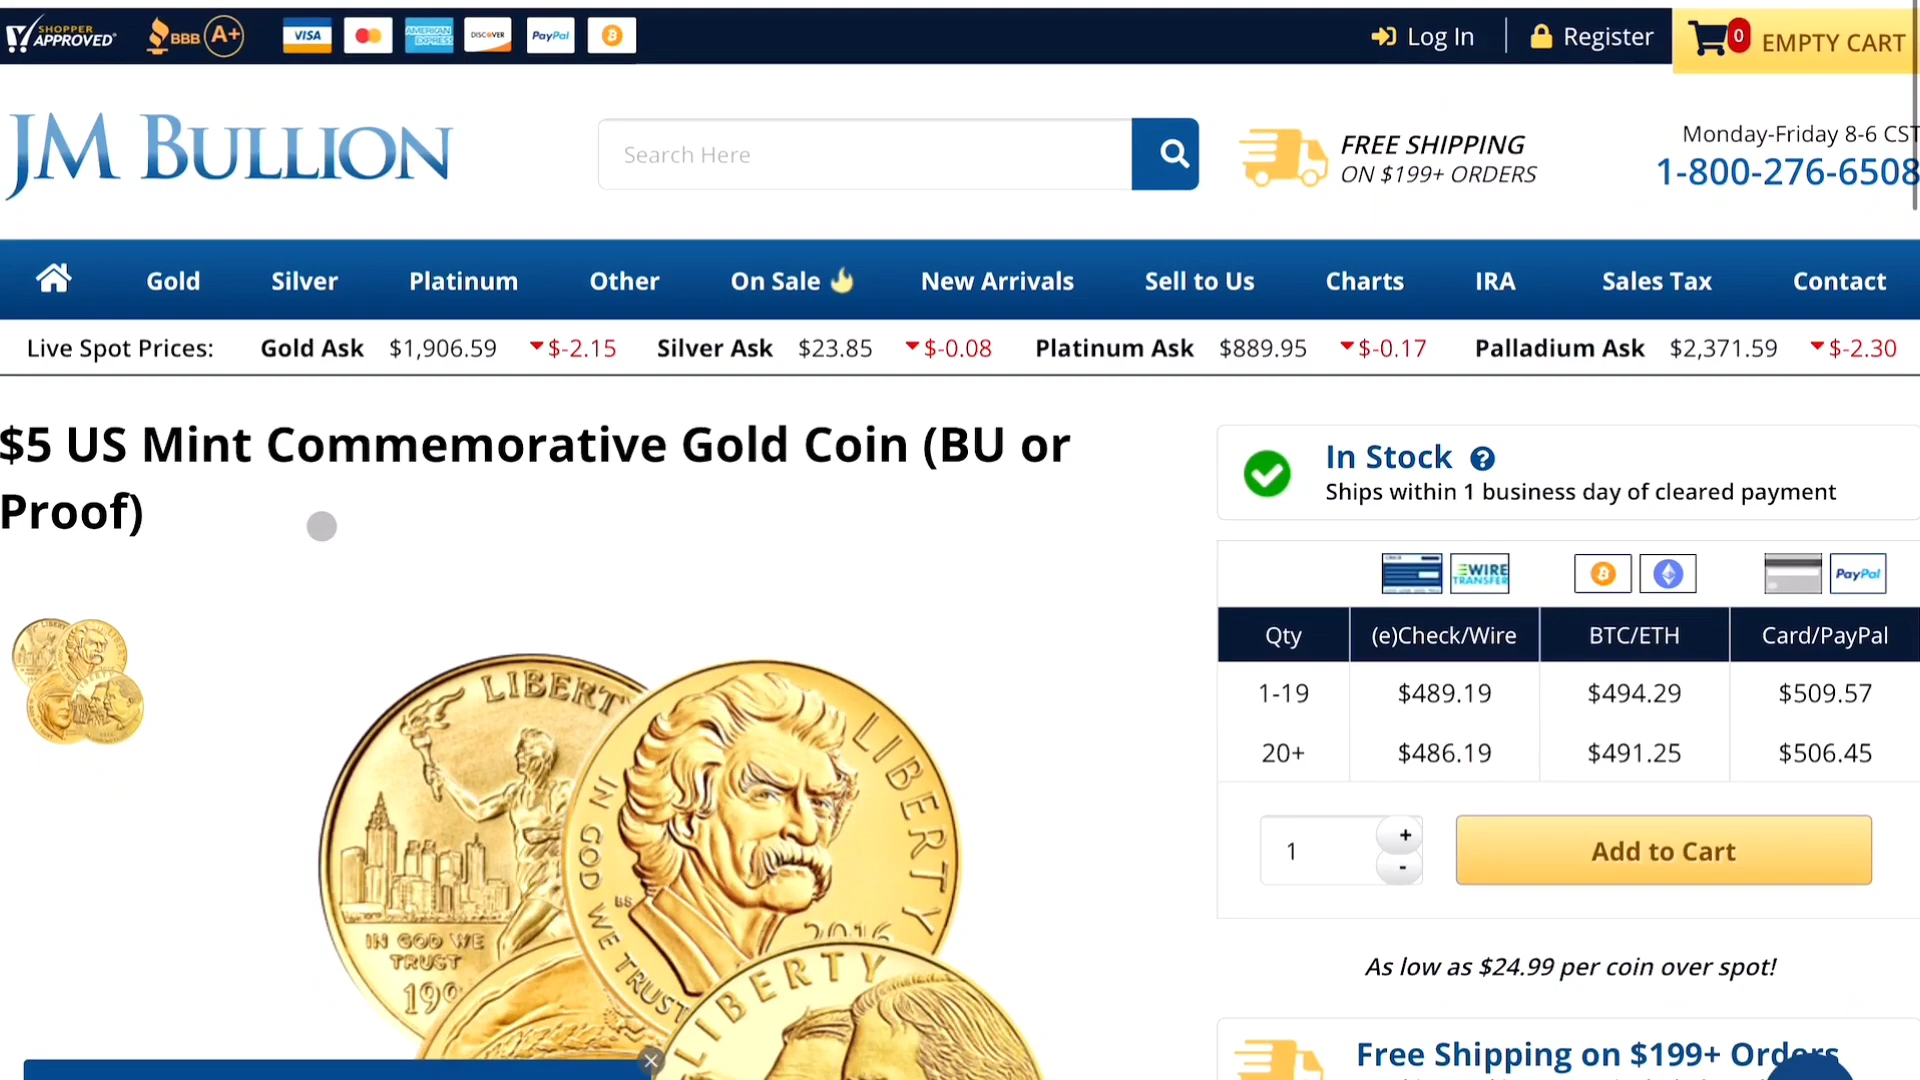 SHOPPER
APPROVED
BBB A+
VISA
AMERICAN
EXPRESS
DISCOVER
PayPal
Log In
Register
0
EMPTY CART
JM BULLION
Search Here
FREE SHIPPING
ON $199+ ORDERS
Monday-Friday 8-6 CST
1-800-276-6508
Gold
Silver
Platinum
Other
On Sale
New Arrivals
Sell to Us
Charts
IRA
Sales Tax
Contact
Live Spot Prices: Gold Ask $1,906.59 $-2.15 Silver Ask $23.85 $-0.08 Platinum Ask $889.95 $-0.17 Palladium Ask $2,371.59 $-2.30
$5 US Mint Commemorative Gold Coin (BU or
Proof)
In Stock
Ships within 1 business day of cleared payment
WIRE
TRANSFER
PayPal
Qty (e)Check/Wire BTC/ETH Card/PayPal
1-19 $489.19 $494.29 $509.57
20+ $486.19 $491.25 $506.45
1
+
-
Add to Cart
As low as $24.99 per coin over spot!
Free Shipping on $199+ Orders
LIBERT
IN GOD WE
TRUST
199
LIBERTY
IN GOD WE TRUST
BS
2016
LIBERTY